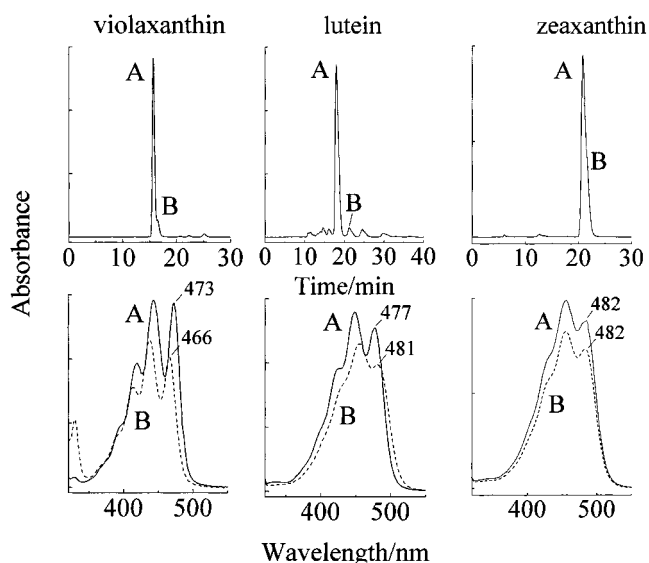 violaxanthin lutein zeaxanthin
A A A
B B B
0 10 20 30 0 10 20 30 40 0 10 20 30
Time/min
Absorbance
A 473 A 477 A 482
466 481 482
B B B
400 500 400 500 400 500
Wavelength/nm